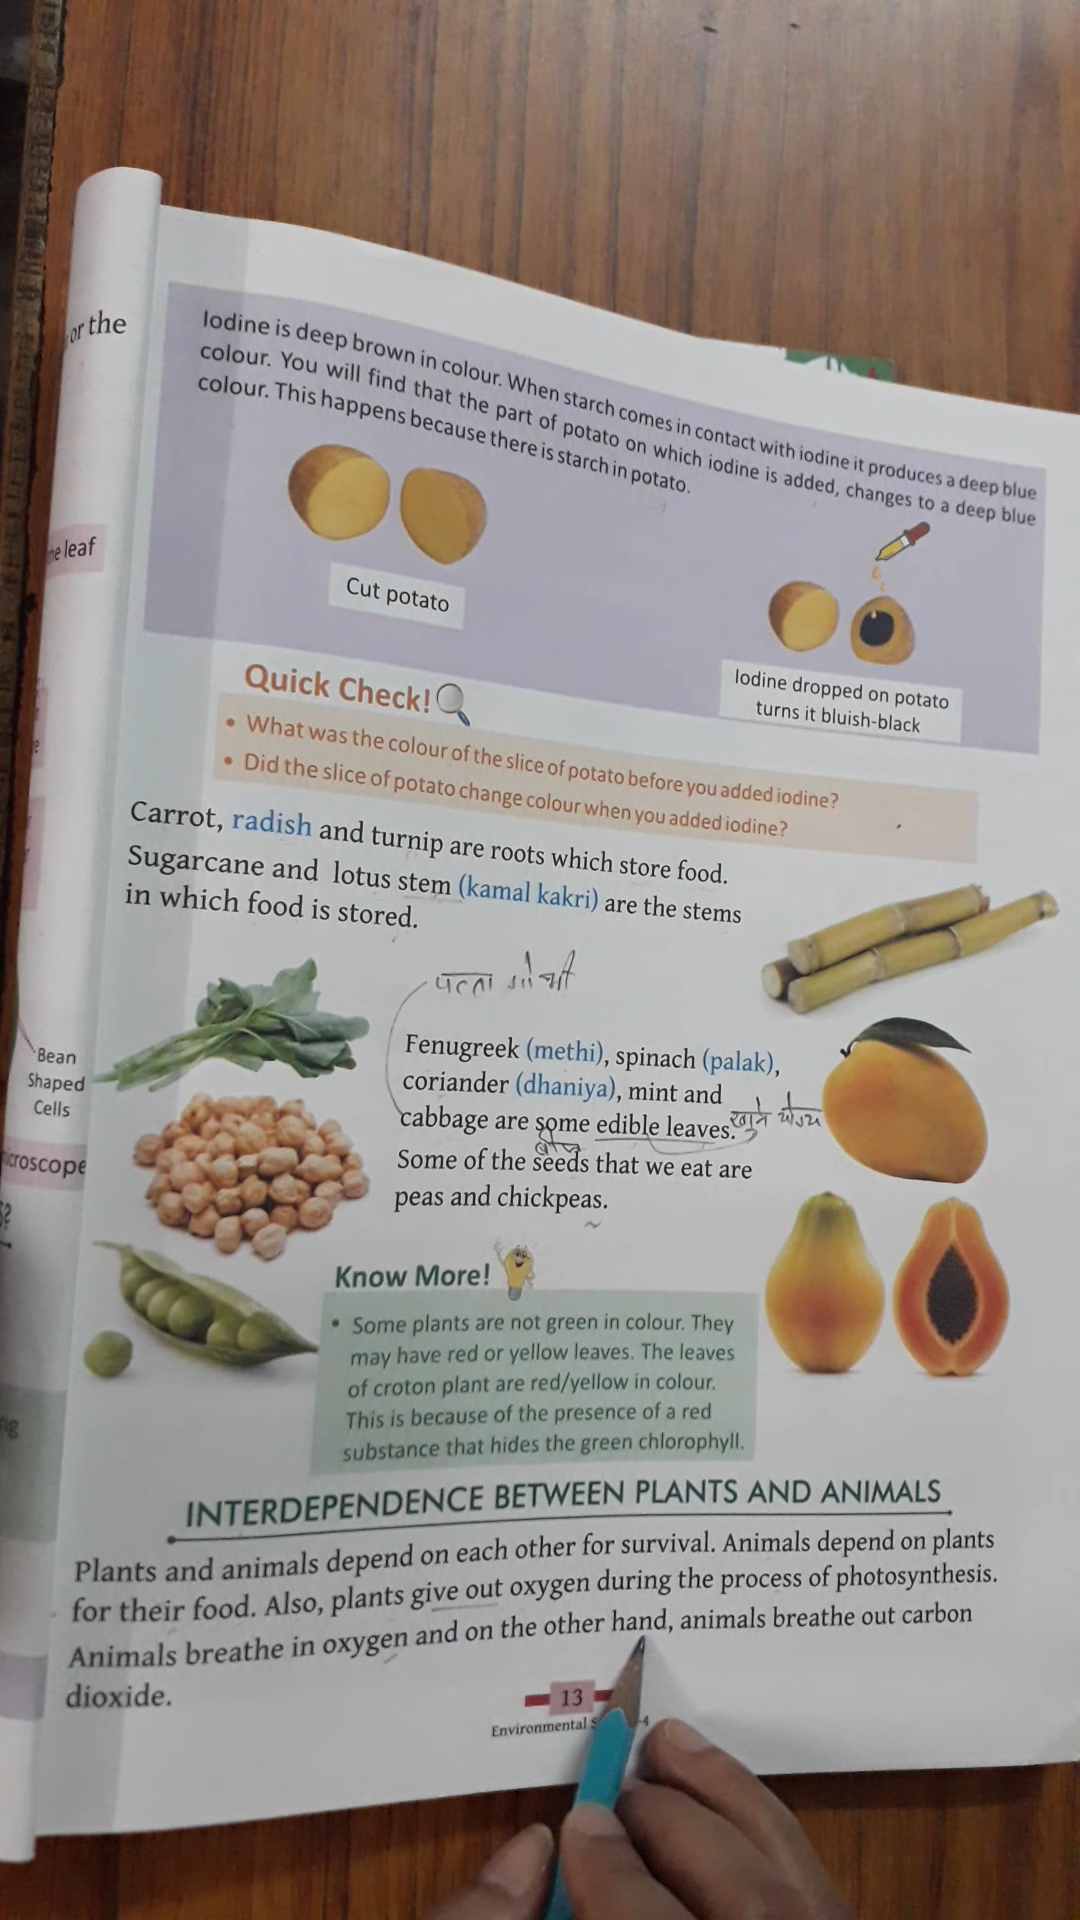 or the
Iodine is deep brown in colour. When starch comes in contact with iodine it produces a deep blue
colour. You will find that the part of potato on which iodine is added, changes to a deep blue
colour. This happens because there is starch in potato.
Cut potato
Iodine dropped on potato
turns it bluish-black
leaf
Quick Check!
• What was the colour of the slice of potato before you added iodine?
• Did the slice of potato change colour when you added iodine?
Carrot, radish and turnip are roots which store food.
Sugarcane and lotus stem (kamal kakri) are the stems
in which food is stored.
पत्ता गोभी
Bean
Shaped
Cells
Fenugreek (methi), spinach (palak),
coriander (dhaniya), mint and
cabbage are some edible leaves.
खाने योग्य
बीज
Some of the seeds that we eat are
peas and chickpeas.
Know More!
• Some plants are not green in colour. They
may have red or yellow leaves. The leaves
of croton plant are red/yellow in colour.
This is because of the presence of a red
substance that hides the green chlorophyll.
INTERDEPENDENCE BETWEEN PLANTS AND ANIMALS
Plants and animals depend on each other for survival. Animals depend on plants
for their food. Also, plants give out oxygen during the process of photosynthesis.
Animals breathe in oxygen and on the other hand, animals breathe out carbon
dioxide.
13
Environmental